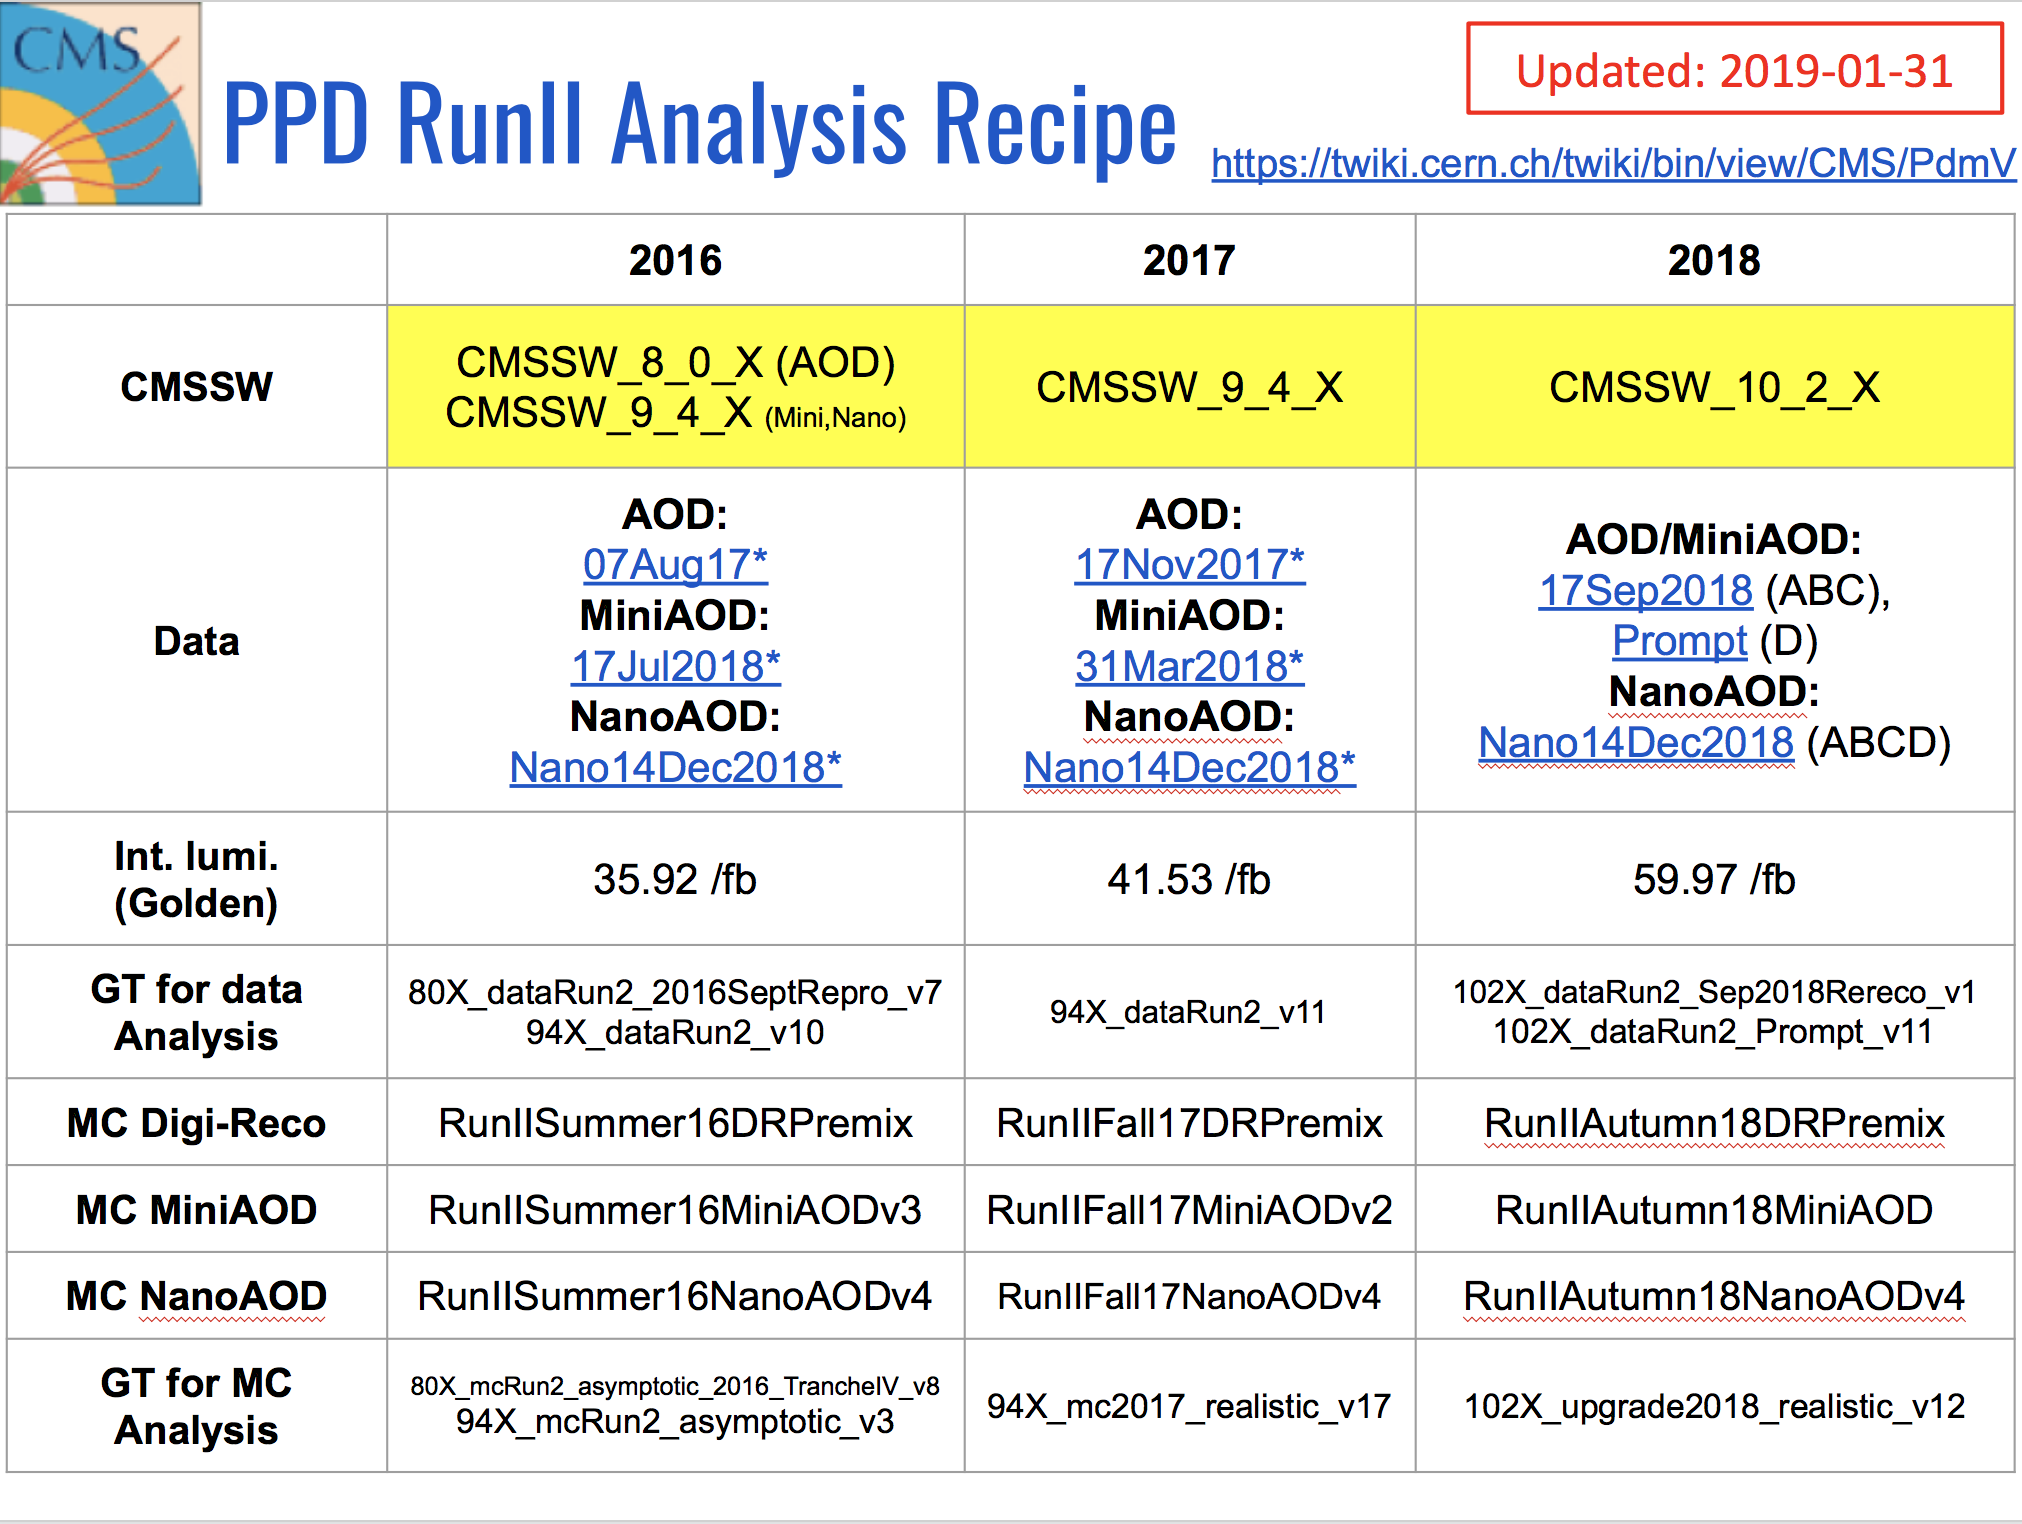 CMS
Updated: 2019-01-31
PPD RunII Analysis Recipe
https://twiki.cern.ch/twiki/bin/view/CMS/PdmV
2016
2017
2018
CMSSW
CMSSW_8_0_X (AOD)
CMSSW_9_4_X (Mini,Nano)
CMSSW_9_4_X
CMSSW_10_2_X
Data
AOD:
07Aug17*
MiniAOD:
17Jul2018*
NanoAOD:
Nano14Dec2018*
AOD:
17Nov2017*
MiniAOD:
31Mar2018*
NanoAOD:
Nano14Dec2018*
AOD/MiniAOD:
17Sep2018 (ABC),
Prompt (D)
NanoAOD:
Nano14Dec2018 (ABCD)
Int. lumi.
(Golden)
35.92 /fb
41.53 /fb
59.97 /fb
GT for data
Analysis
80X_dataRun2_2016SeptRepro_v7
94X_dataRun2_v10
94X_dataRun2_v11
102X_dataRun2_Sep2018Rereco_v1
102X_dataRun2_Prompt_v11
MC Digi-Reco
RunIISummer16DRPremix
RunIIFall17DRPremix
RunIIAutumn18DRPremix
MC MiniAOD
RunIISummer16MiniAODv3
RunIIFall17MiniAODv2
RunIIAutumn18MiniAOD
MC NanoAOD
RunIISummer16NanoAODv4
RunIIFall17NanoAODv4
RunIIAutumn18NanoAODv4
GT for MC
Analysis
80X_mcRun2_asymptotic_2016_TrancheIV_v8
94X_mcRun2_asymptotic_v3
94X_mc2017_realistic_v17
102X_upgrade2018_realistic_v12